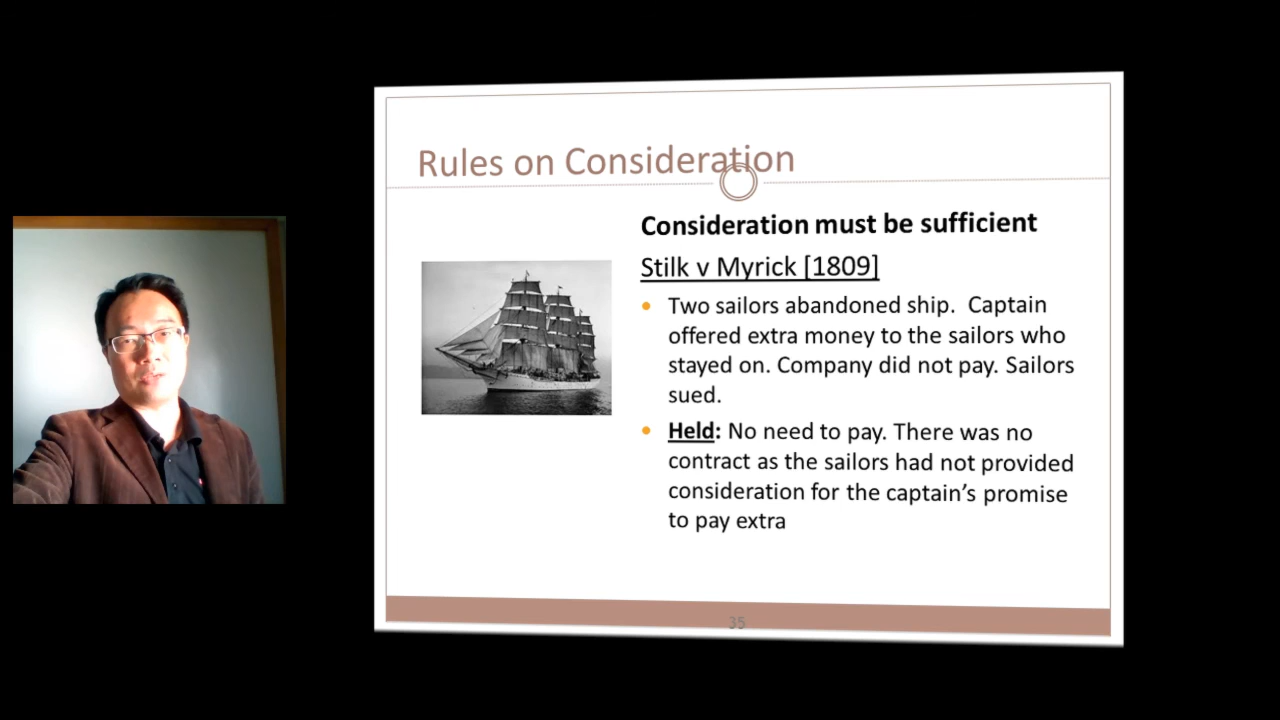 Rules on Consideration
Consideration must be sufficient
Stilk v Myrick [1809]
Two sailors abandoned ship. Captain
offered extra money to the sailors who
stayed on. Company did not pay. Sailors
sued.
Held: No need to pay. There was no
contract as the sailors had not provided
consideration for the captain's promise
to pay extra
35